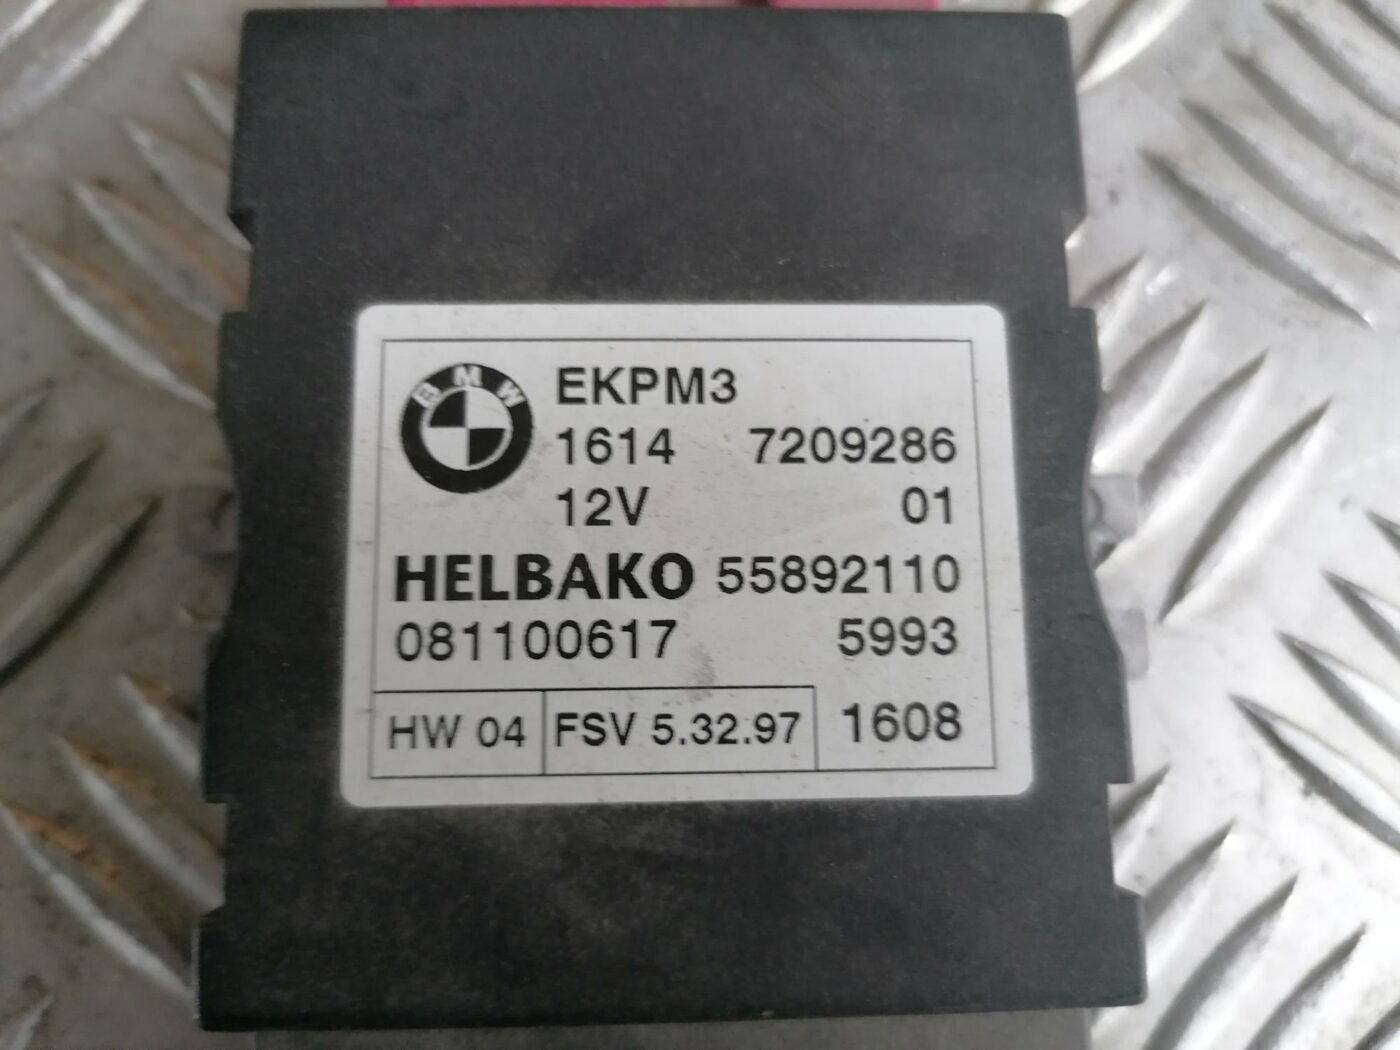 BMW
EKPM3
1614 7209286
12V 01
HELBAKO 55892110
081100617 5993
HW 04 FSV 5.32.97 1608